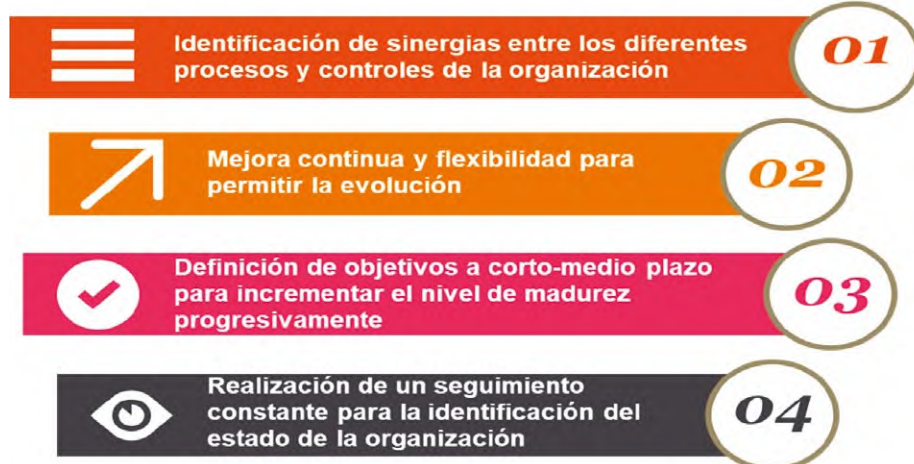 Identificación de sinergias entre los diferentes
procesos y controles de la organización
01
Mejora continua y flexibilidad para
permitir la evolución
02
Definición de objetivos a corto-medio plazo
para incrementar el nivel de madurez
progresivamente
03
Realización de un seguimiento
constante para la identificación del
estado de la organización
04